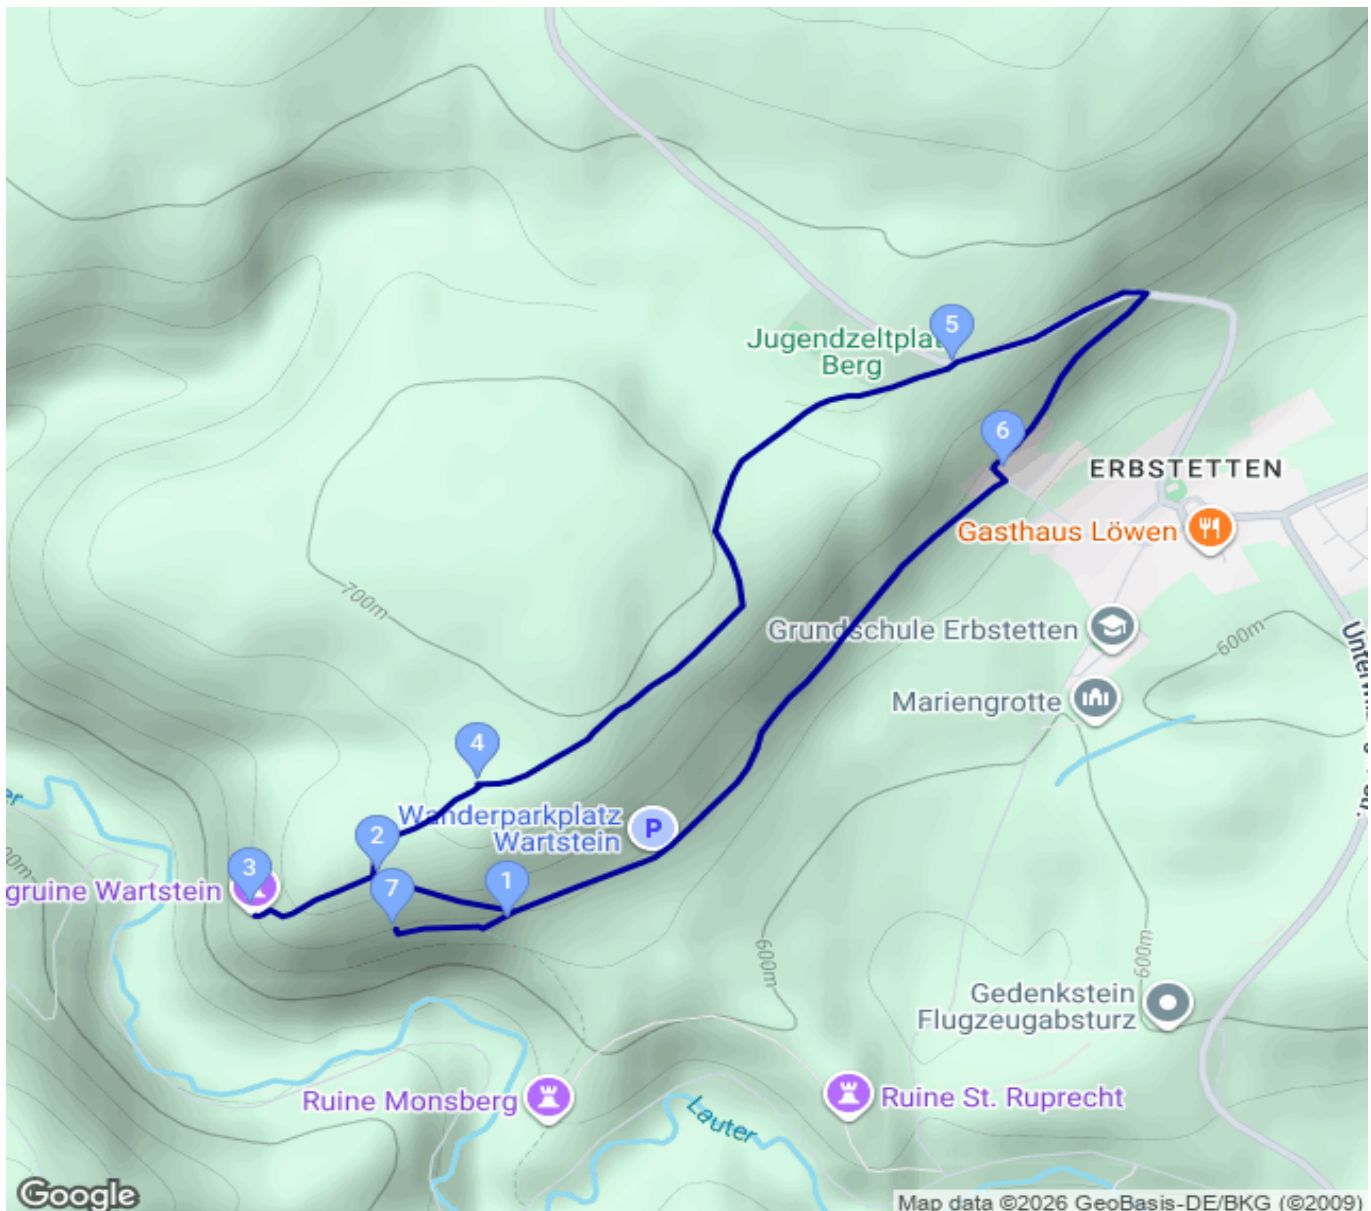 5
Jugendzeltplat
Berg
6
ERBSTETTEN
Gasthaus Löwen
700m
Grundschule Erbstetten
600m
Mariengrotte
4
Wanderparkplatz
Wartstein
P
2
3
gruine Wartstein
7
1
600m
600m
Gedenkstein
Flugzeugabsturz
Ruine Monsberg
Ruine St. Ruprecht
Lauter
Google
Map data ©2026 GeoBasis-DE/BKG (©2009)